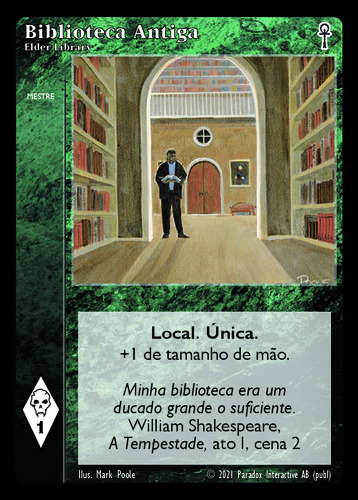 Biblioteca Antiga
Elder Library
MESTRE
Local. Única.
+1 de tamanho de mão.
Minha biblioteca era um
ducado grande o suficiente.
William Shakespeare,
A Tempestade, ato I, cena 2
1
Ilus. Mark Poole
© 2021 Paradox Interactive AB (publ)